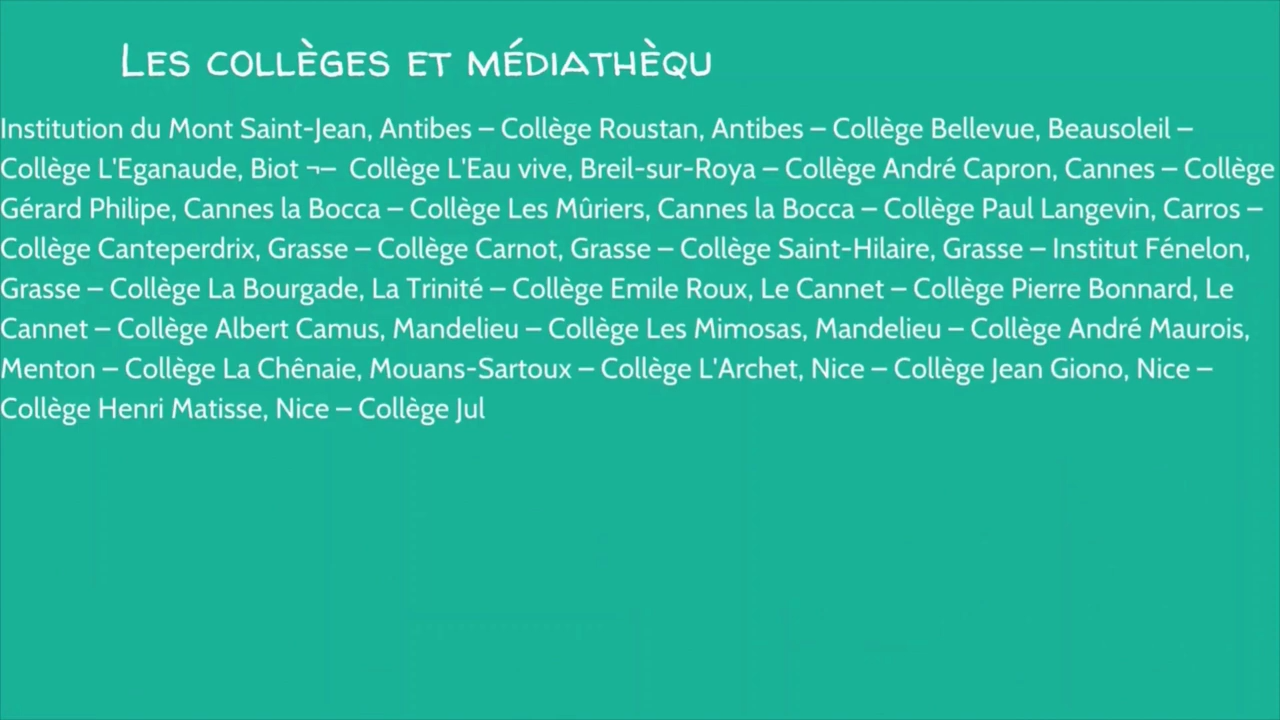 Les collèges et médiathèqu
Institution du Mont Saint-Jean, Antibes – Collège Roustan, Antibes – Collège Bellevue, Beausoleil –
Collège L'Eganaude, Biot ¬–  Collège L'Eau vive, Breil-sur-Roya – Collège André Capron, Cannes – Collège
Gérard Philipe, Cannes la Bocca – Collège Les Mûriers, Cannes la Bocca – Collège Paul Langevin, Carros –
Collège Canteperdrix, Grasse – Collège Carnot, Grasse – Collège Saint-Hilaire, Grasse – Institut Fénelon,
Grasse – Collège La Bourgade, La Trinité – Collège Emile Roux, Le Cannet – Collège Pierre Bonnard, Le
Cannet – Collège Albert Camus, Mandelieu – Collège Les Mimosas, Mandelieu – Collège André Maurois,
Menton – Collège La Chênaie, Mouans-Sartoux – Collège L'Archet, Nice – Collège Jean Giono, Nice –
Collège Henri Matisse, Nice – Collège Jul